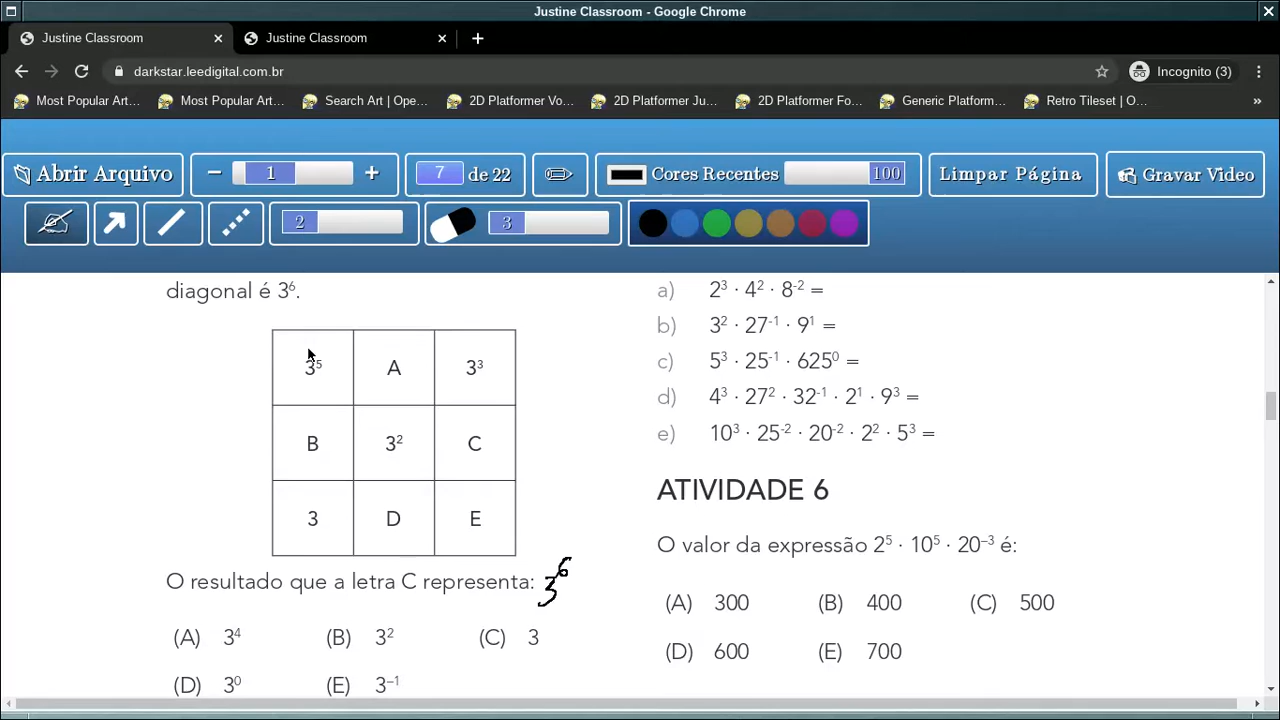 Justine Classroom - Google Chrome
Justine Classroom
Justine Classroom
darkstar.leedigital.com.br
Incognito (3)
Most Popular Art...
Most Popular Art...
Search Art | Ope...
2D Platformer Vo...
2D Platformer Ju...
2D Platformer Fo...
Generic Platform...
Retro Tileset | O...
Abrir Arquivo
− 1 +
7 de 22
Cores Recentes 100
Limpar Página
Gravar Video
2
3
diagonal é 3⁶.
3⁵ A 3³
B 3² C
3 D E
O resultado que a letra C representa: 3⁶
(A) 3⁴ (B) 3² (C) 3
(D) 3⁰ (E) 3⁻¹
a) 2³ · 4² · 8⁻² =
b) 3² · 27⁻¹ · 9¹ =
c) 5³ · 25⁻¹ · 625⁰ =
d) 4³ · 27² · 32⁻¹ · 2¹ · 9³ =
e) 10³ · 25⁻² · 20⁻² · 2² · 5³ =
ATIVIDADE 6
O valor da expressão 2⁵ · 10⁵ · 20⁻³ é:
(A) 300 (B) 400 (C) 500
(D) 600 (E) 700